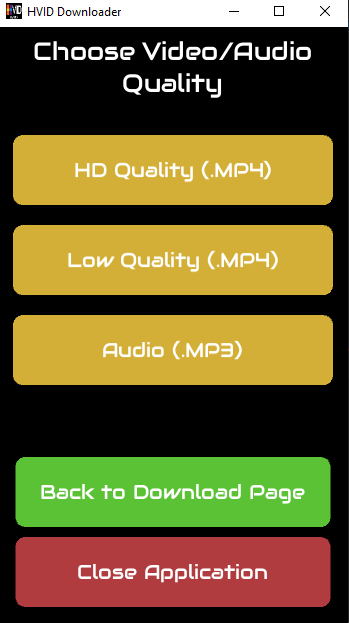 HVID Downloader
Choose Video/Audio
Quality
HD Quality (.MP4)
Low Quality (.MP4)
Audio (.MP3)
Back to Download Page
Close Application